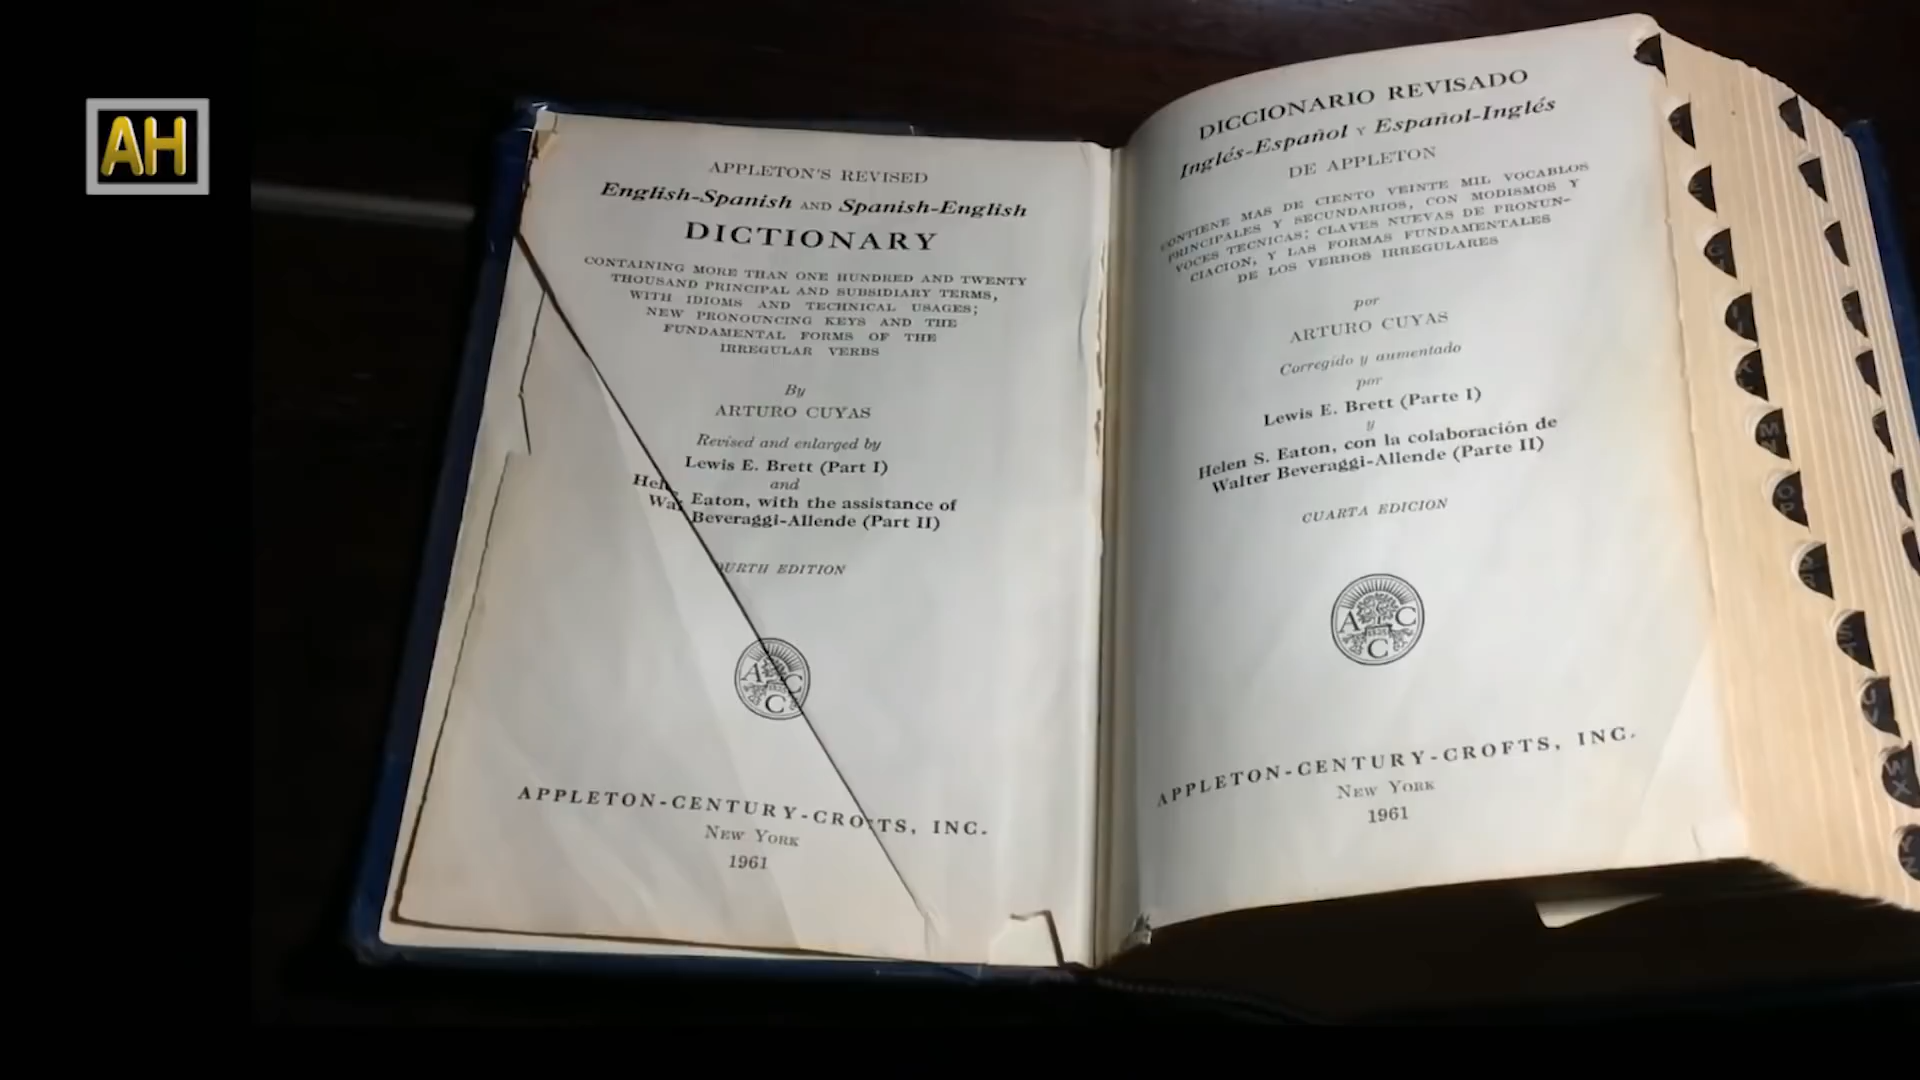 AH
APPLETON'S REVISED
English-Spanish AND Spanish-English
DICTIONARY
CONTAINING MORE THAN ONE HUNDRED AND TWENTY
THOUSAND PRINCIPAL AND SUBSIDIARY TERMS,
WITH IDIOMS AND TECHNICAL USAGES;
NEW PRONOUNCING KEYS AND THE
FUNDAMENTAL FORMS OF THE
IRREGULAR VERBS
By
ARTURO CUYAS
Revised and enlarged by
Lewis E. Brett (Part I)
and
Eaton, with the assistance of
Beveraggi-Allende (Part II)
EDITION
A C C
1825
APPLETON-CENTURY-CROFTS, INC.
NEW YORK
1961
DICCIONARIO REVISADO
Inglés-Español Y Español-Inglés
DE APPLETON
CONTIENE MAS DE CIENTO VEINTE MIL VOCABLOS
PRINCIPALES Y SECUNDARIOS, CON MODISMOS Y
VOCES TECNICAS; CLAVES NUEVAS DE PRONUN-
CIACION, Y LAS FORMAS FUNDAMENTALES
DE LOS VERBOS IRREGULARES
por
ARTURO CUYAS
Corregido y aumentado
por
Lewis E. Brett (Parte I)
y
Helen S. Eaton, con la colaboración de
Walter Beveraggi-Allende (Parte II)
CUARTA EDICION
A C C
1825
APPLETON-CENTURY-CROFTS, INC.
NEW YORK
1961
K
M N
O P
S T
U V
W X
Y Z